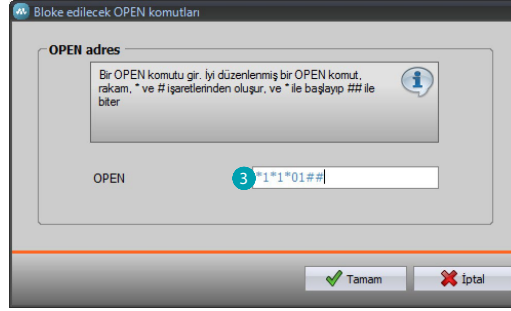 Bloke edilecek OPEN komutları
OPEN adres
Bir OPEN komutu gir. İyi düzenlenmiş bir OPEN komut,
rakam, * ve # işaretlerinden oluşur, ve * ile başlayıp ## ile
biter
OPEN
3 *1*1*01##
Tamam
İptal